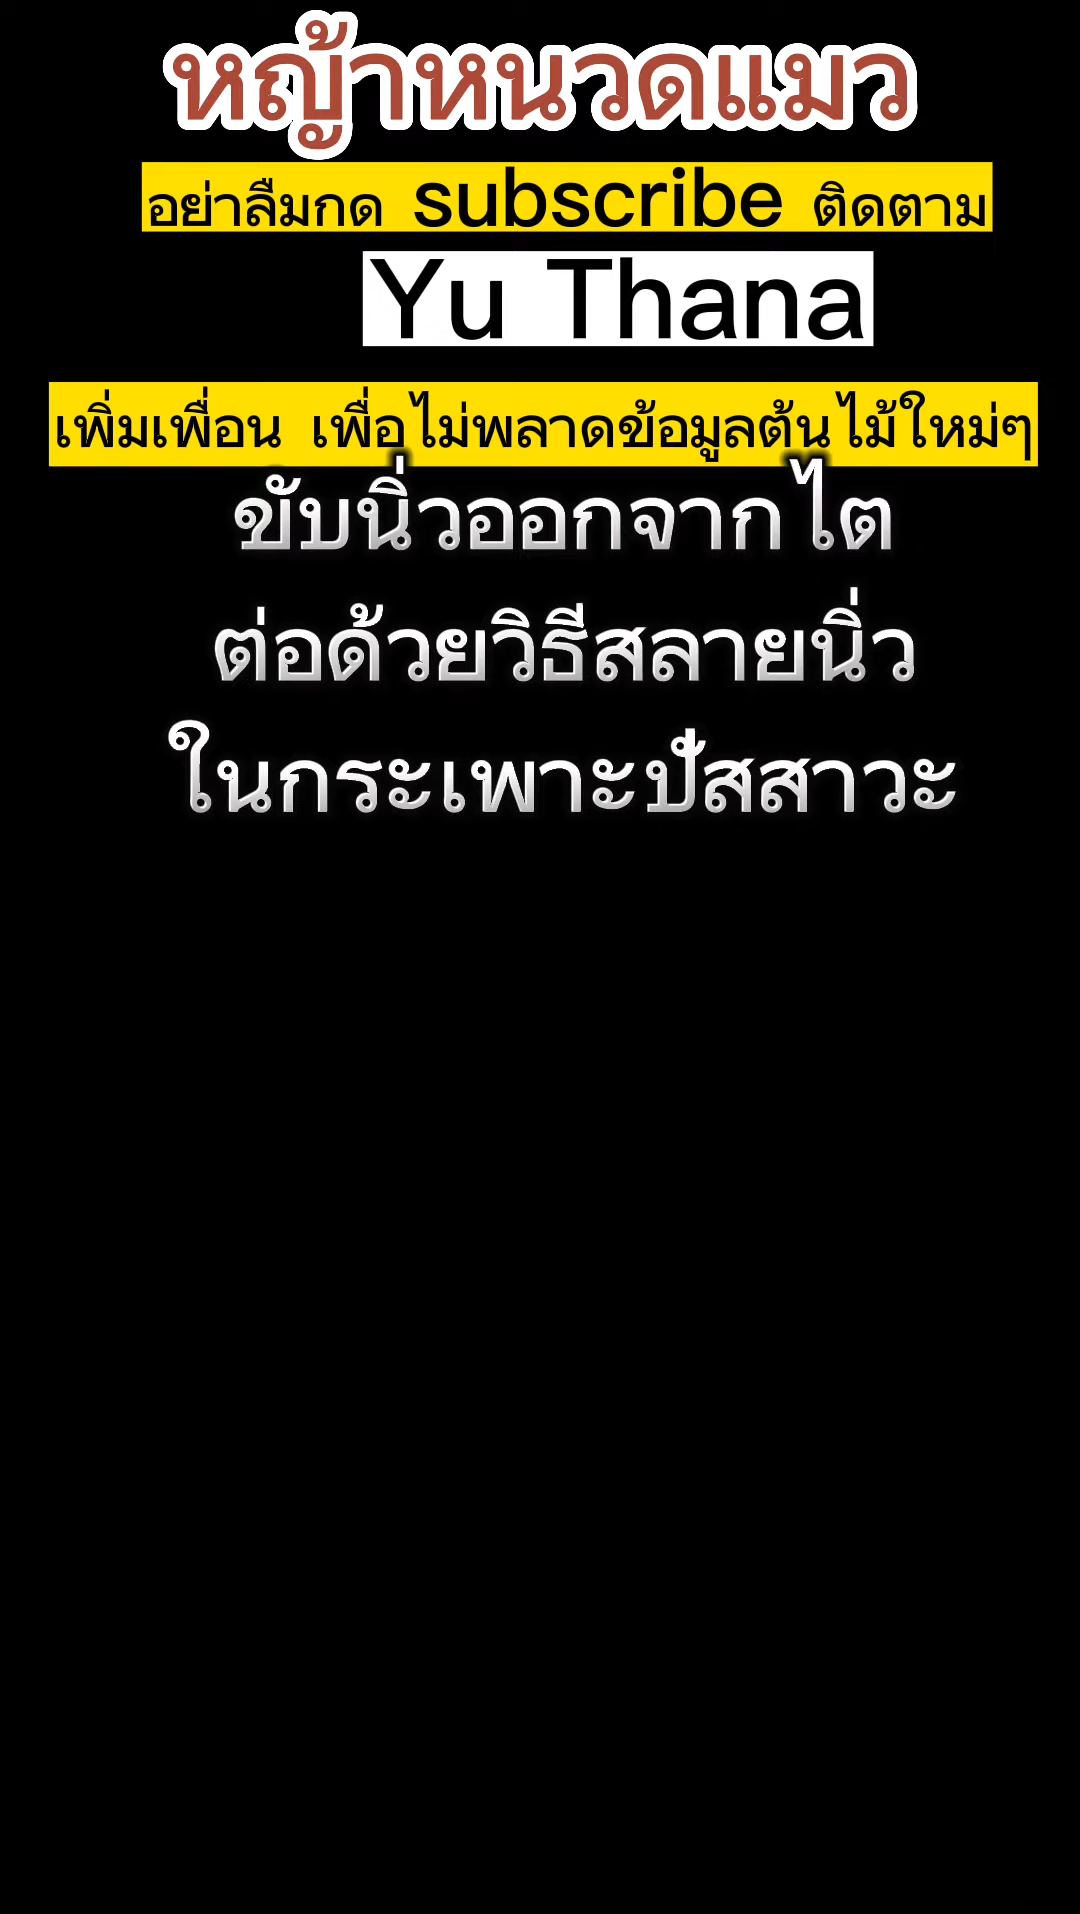 หญ้าหนวดแมว
อย่าลืมกด subscribe ติดตาม
Yu Thana
เพิ่มเพื่อน เพื่อไม่พลาดข้อมูลต้นไม้ใหม่ๆ
ขับนิ่วออกจากไต
ต่อด้วยวิธีสลายนิ่ว
ในกระเพาะปัสสาวะ